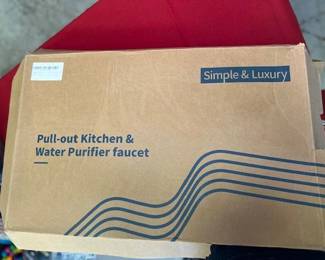 Simple & Luxury
Pull-out Kitchen &
Water Purifier faucet